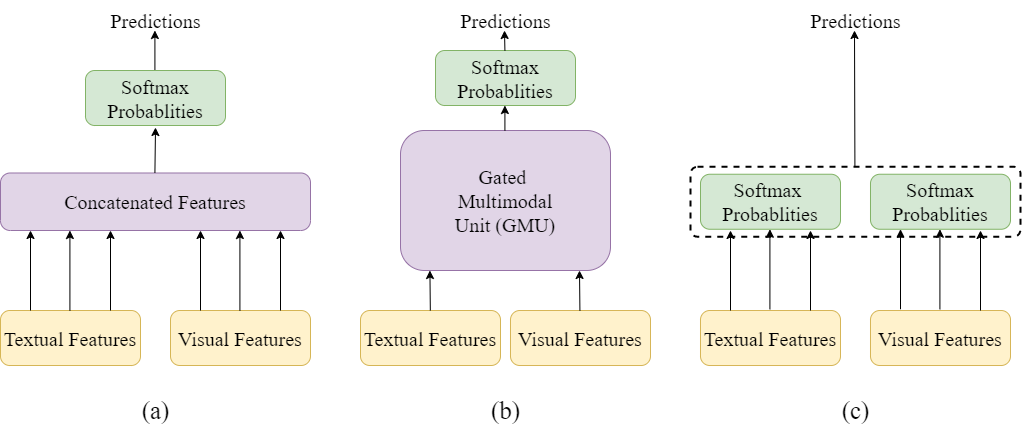 Predictions
Softmax
Probablities
Concatenated Features
Textual Features
Visual Features
(a)
Predictions
Softmax
Probablities
Gated
Multimodal
Unit (GMU)
Textual Features
Visual Features
(b)
Predictions
Softmax
Probablities
Softmax
Probablities
Textual Features
Visual Features
(c)